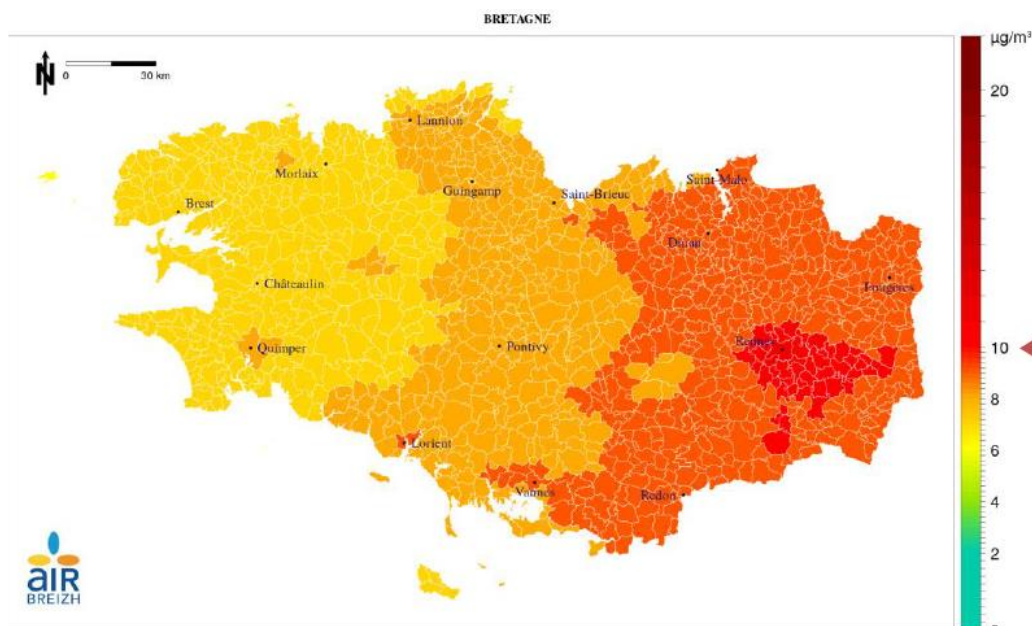 BRETAGNE
µg/m³
N
0 30 km
20
Lannion
Morlaix
Saint-Malo
Guingamp
Saint-Brieuc
Brest
Dinan
Châteaulin
Fougères
Quimper
Pontivy
Rennes
10
8
Lorient
6
Vannes
Redon
4
2
aiR
BREIZH